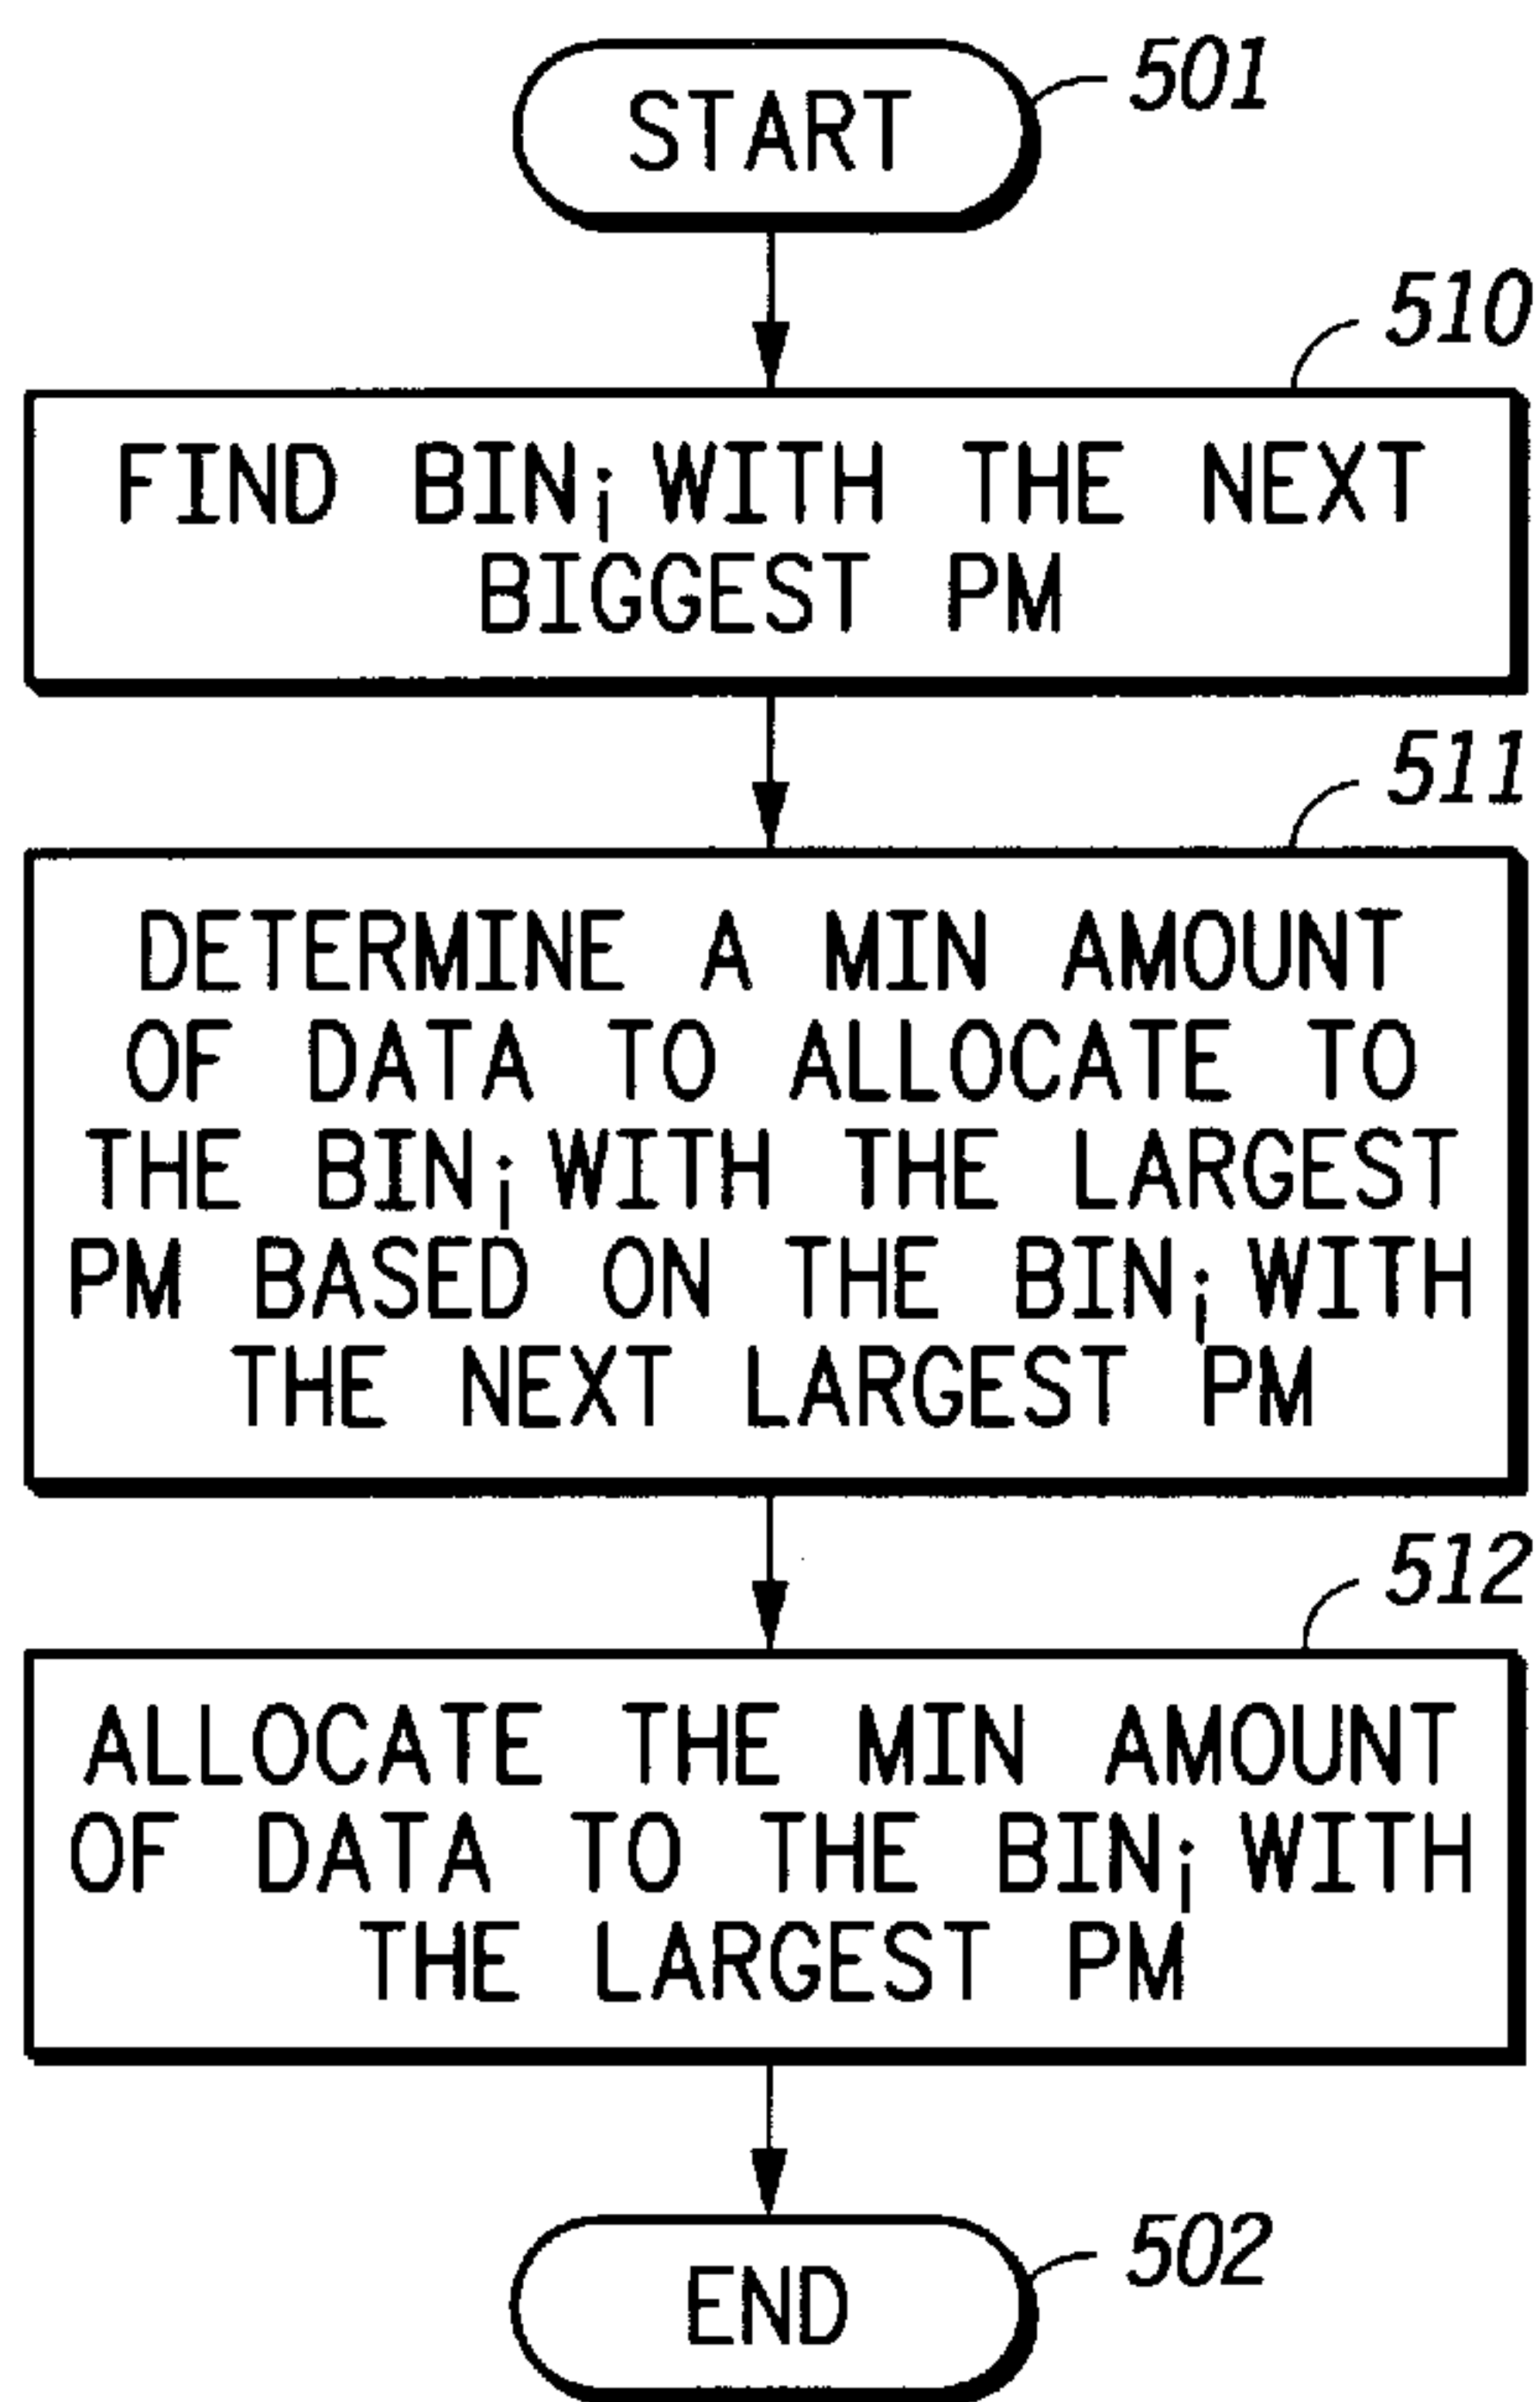 START
501
510
FIND BINᵢ WITH THE NEXT
BIGGEST PM
511
DETERMINE A MIN AMOUNT
OF DATA TO ALLOCATE TO
THE BINᵢ WITH THE LARGEST
PM BASED ON THE BINᵢ WITH
THE NEXT LARGEST PM
512
ALLOCATE THE MIN AMOUNT
OF DATA TO THE BINᵢ WITH
THE LARGEST PM
END
502